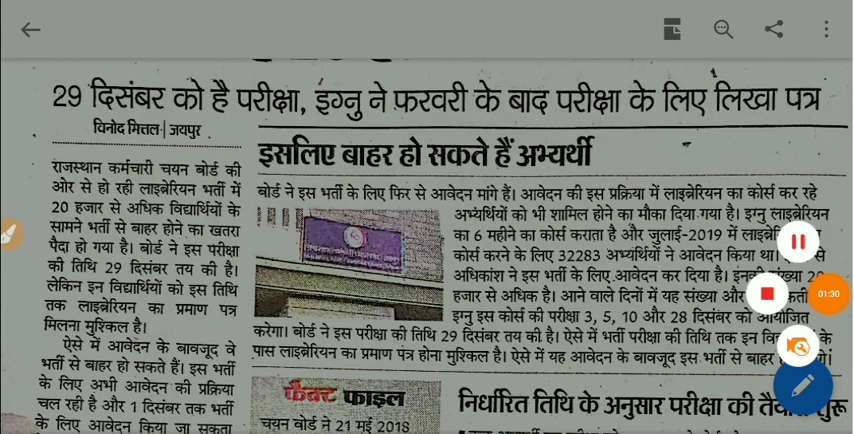 29 दिसंबर को है परीक्षा, इग्नु ने फरवरी के बाद परीक्षा के लिए लिखा पत्र
विनोद मित्तल | जयपुर
राजस्थान कर्मचारी चयन बोर्ड की
ओर से हो रही लाइब्रेरियन भर्ती में
20 हजार से अधिक विद्यार्थियों के
सामने भर्ती से बाहर होने का खतरा
पैदा हो गया है। बोर्ड ने इस परीक्षा
की तिथि 29 दिसंबर तय की है।
लेकिन इन विद्यार्थियों को इस तिथि
तक लाइब्रेरियन का प्रमाण पत्र
मिलना मुश्किल है।
ऐसे में आवेदन के बावजूद वे
भर्ती से बाहर हो सकते हैं। इस भर्ती
के लिए अभी आवेदन की प्रक्रिया
चल रही है और 1 दिसंबर तक भर्ती
के लिए आवेदन किया जा सकता
इसलिए बाहर हो सकते हैं अभ्यर्थी
बोर्ड ने इस भर्ती के लिए फिर से आवेदन मांगे हैं। आवेदन की इस प्रक्रिया में लाइब्रेरियन का कोर्स कर रहे
अभ्यर्थियों को भी शामिल होने का मौका दिया गया है। इग्नु लाइब्रेरियन
का 6 महीने का कोर्स कराता है और जुलाई-2019 में
कोर्स करने के लिए 32283 अभ्यर्थियों ने आवेदन किया था। से
अधिकांश ने इस भर्ती के लिए आवेदन कर दिया है।
हजार से अधिक है। आने वाले दिनों में यह संख्या और
इग्नु इस कोर्स की परीक्षा 3, 5, 10 और 28 दिसंबर को आयोजित
करेगा। बोर्ड ने इस परीक्षा की तिथि 29 दिसंबर तय की है। ऐसे में भर्ती परीक्षा की तिथि तक इन के
पास लाइब्रेरियन का प्रमाण पत्र होना मुश्किल है। ऐसे में यह आवेदन के बावजूद इस भर्ती से बाहर
फैक्ट फाइल
चयन बोर्ड ने 21 मई 2018
निर्धारित तिथि के अनुसार परीक्षा की शुरू
01:30